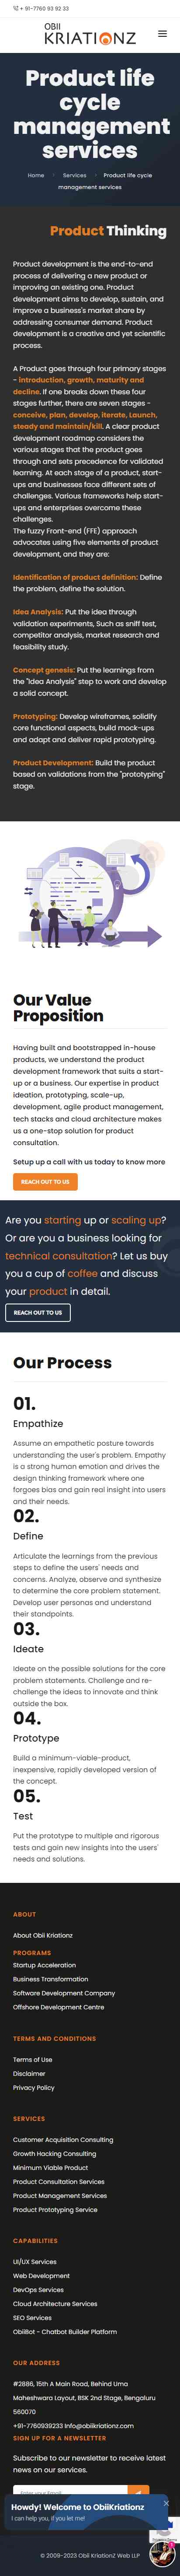 + 91-7760 93 92 33
OBII
KRIATIONZ
Product life
cycle
management
services
Home
Services
Product life cycle
management services
Product Thinking
Product development is the end-to-end
process of delivering a new product or
improving an existing one. Product
development aims to develop, sustain, and
improve a business's market share by
addressing consumer demand. Product
development is a creative and yet scientific
process.
A Product goes through four primary stages
- introduction, growth, maturity and
decline. If one breaks down these four
stages further, there are seven stages -
conceive, plan, develop, iterate, Launch,
steady and maintain/kill. A clear product
development roadmap considers the
various stages that the product goes
through and sets precedence for validated
learning. At each stage of a product, start-
up and businesses face different sets of
challenges. Various frameworks help start-
ups and enterprises overcome these
challenges.
The fuzzy Front-end (FFE) approach
advocates using five elements of product
development, and they are:
Identification of product definition: Define
the problem, define the solution.
Idea Analysis: Put the idea through
validation experiments, Such as sniff test,
competitor analysis, market research and
feasibility study.
Concept genesis: Put the learnings from
the "idea Analysis" step to work and develop
a solid concept.
Prototyping: Develop wireframes, solidify
core functional aspects, build mock-ups
and adapt and deliver rapid prototyping.
Product Development: Build the product
based on validations from the "prototyping"
stage.
Our Value
Proposition
Having built and bootstrapped in-house
products, we understand the product
development framework that suits a start-
up or a business. Our expertise in product
ideation, prototyping, scale-up,
development, agile product management,
tech stacks and cloud architecture makes
us a one-stop solution for product
consultation.
Setup up a call with us today to know more
REACH OUT TO US
Are you starting up or scaling up?
Or are you a business looking for
technical consultation? Let us buy
you a cup of coffee and discuss
your product in detail.
REACH OUT TO US
Our Process
01.
Empathize
Assume an empathetic posture towards
understanding the user's problem. Empathy
is a strong human emotion and drives the
design thinking framework where one
forgoes bias and gain real insight into users
and their needs.
02.
Define
Articulate the learnings from the previous
steps to define the users' needs and
concerns. Analyze, observe and synthesize
to determine the core problem statement.
Develop user personas and understand
their standpoints.
03.
Ideate
Ideate on the possible solutions for the core
problem statements. Challenge and re-
challenge the ideas to innovate and think
outside the box.
04.
Prototype
Build a minimum-viable-product,
inexpensive, rapidly developed version of
the concept.
05.
Test
Put the prototype to multiple and rigorous
tests and gain new insights into the users'
needs and solutions.
ABOUT
About Obii Kriationz
PROGRAMS
Startup Acceleration
Business Transformation
Software Development Company
Offshore Development Centre
TERMS AND CONDITIONS
Terms of Use
Disclaimer
Privacy Policy
SERVICES
Customer Acquisition Consulting
Growth Hacking Consulting
Minimum Viable Product
Product Consultation Services
Product Management Services
Product Prototyping Service
CAPABILITIES
UI/UX Services
Web Development
DevOps Services
Cloud Architecture Services
SEO Services
ObiiBot - Chatbot Builder Platform
OUR ADDRESS
#2886, 15th A Main Road, Behind Uma
Maheshwara Layout, BSK 2nd Stage, Bengaluru
560070
+91-7760939233 info@obiikriationz.com
SIGN UP FOR A NEWSLETTER
Subscribe to our newsletter to receive latest
news on our services.
Howdy! Welcome to ObiiKriationz
I can help you, if you let me!
© 2009-2023 Obii Kriation2 Web LLP